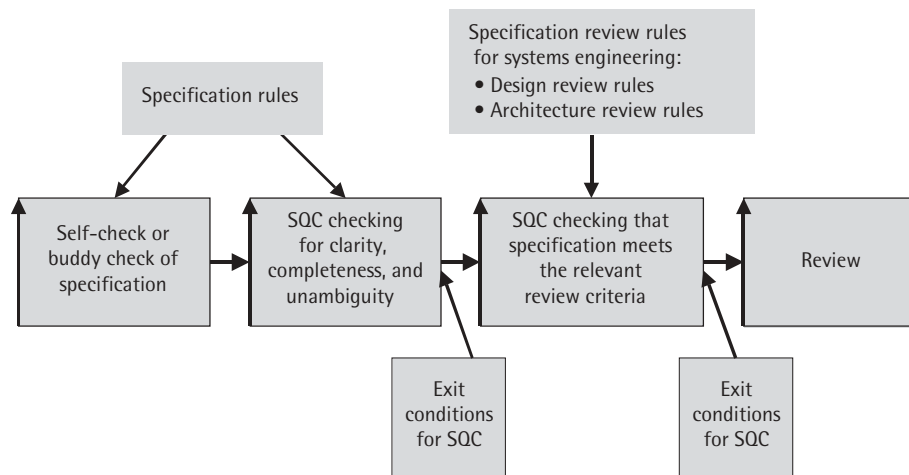 Specification review rules
for systems engineering:
• Design review rules
• Architecture review rules
Specification rules
Self-check or
buddy check of
specification
SQC checking
for clarity,
completeness, and
unambiguity
SQC checking that
specification meets
the relevant
review criteria
Review
Exit
conditions
for SQC
Exit
conditions
for SQC